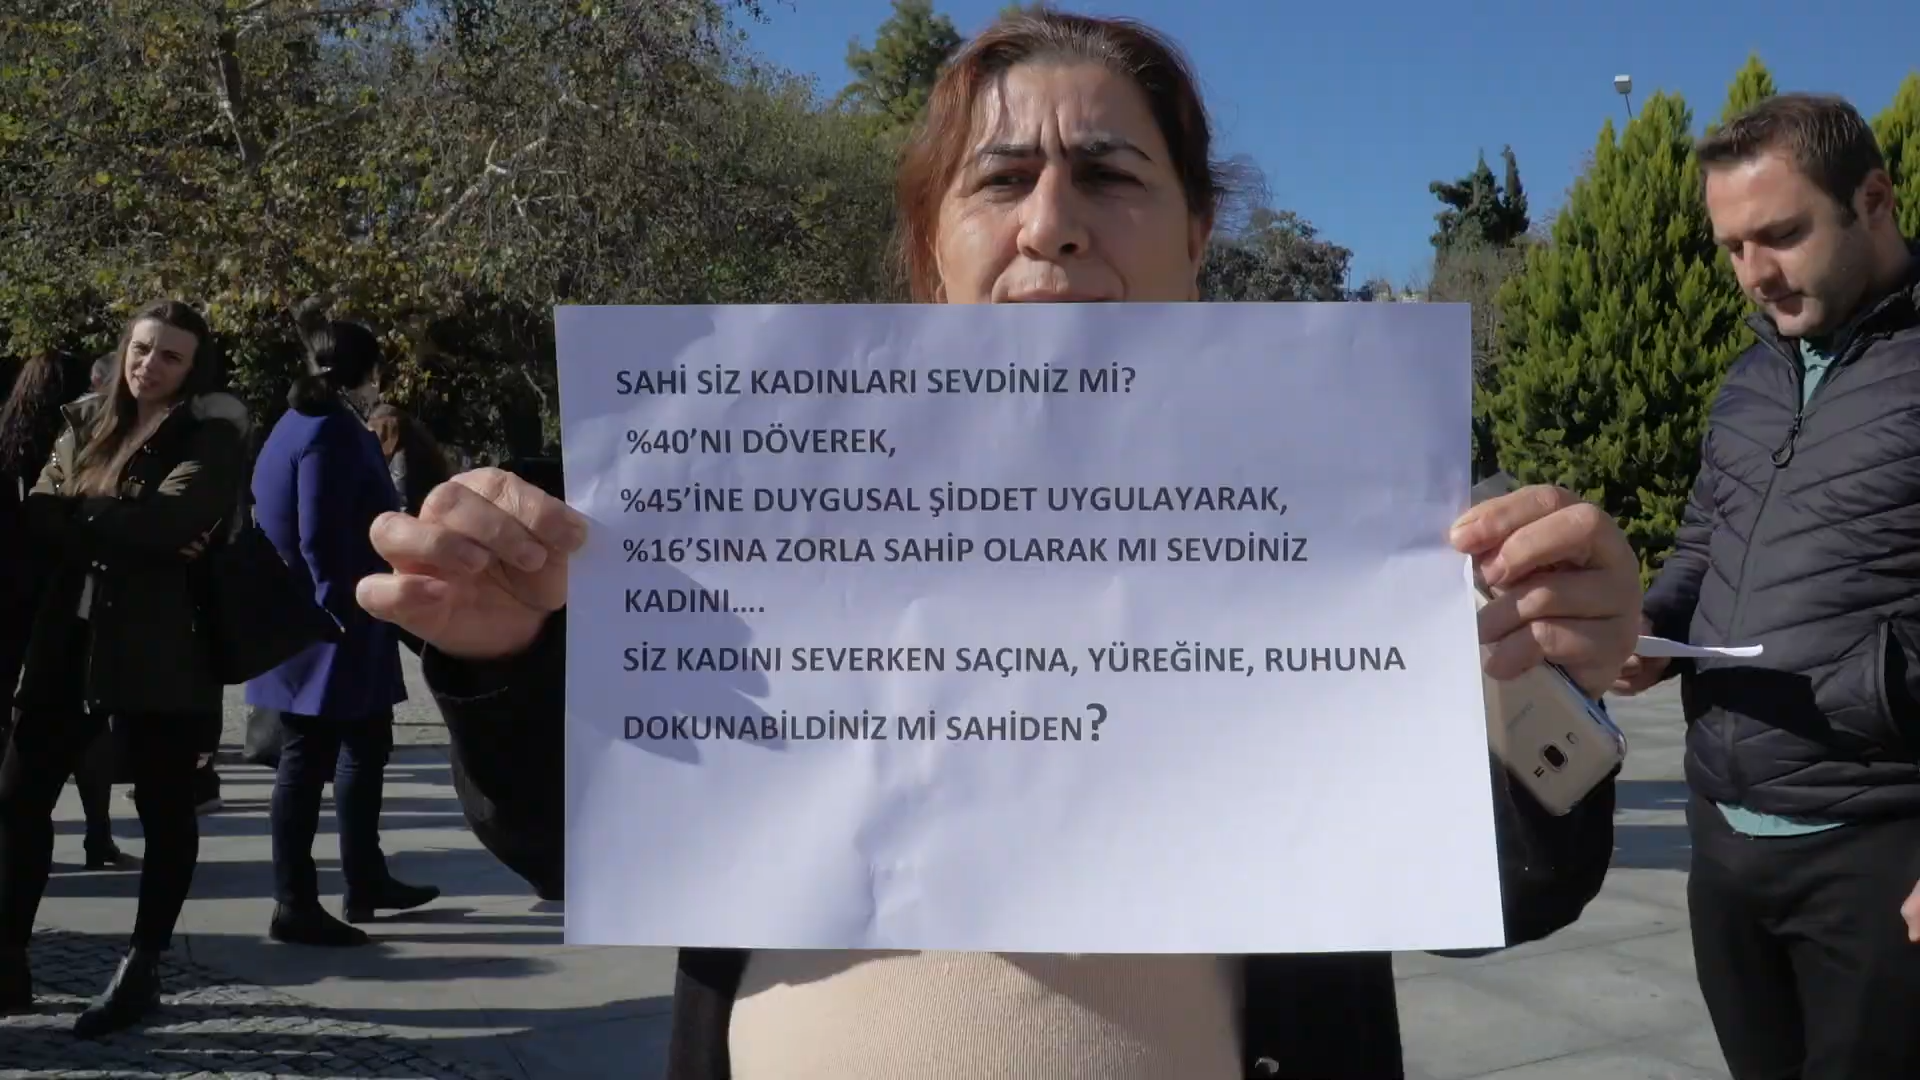 SAHİ SİZ KADINLARI SEVDİNİZ Mİ?
%40'NI DÖVEREK,
%45'İNE DUYGUSAL ŞİDDET UYGULAYARAK,
%16'SINA ZORLA SAHİP OLARAK MI SEVDİNİZ
KADINI....
SİZ KADINI SEVERKEN SAÇINA, YÜREĞİNE, RUHUNA
DOKUNABİLDİNİZ Mİ SAHİDEN?